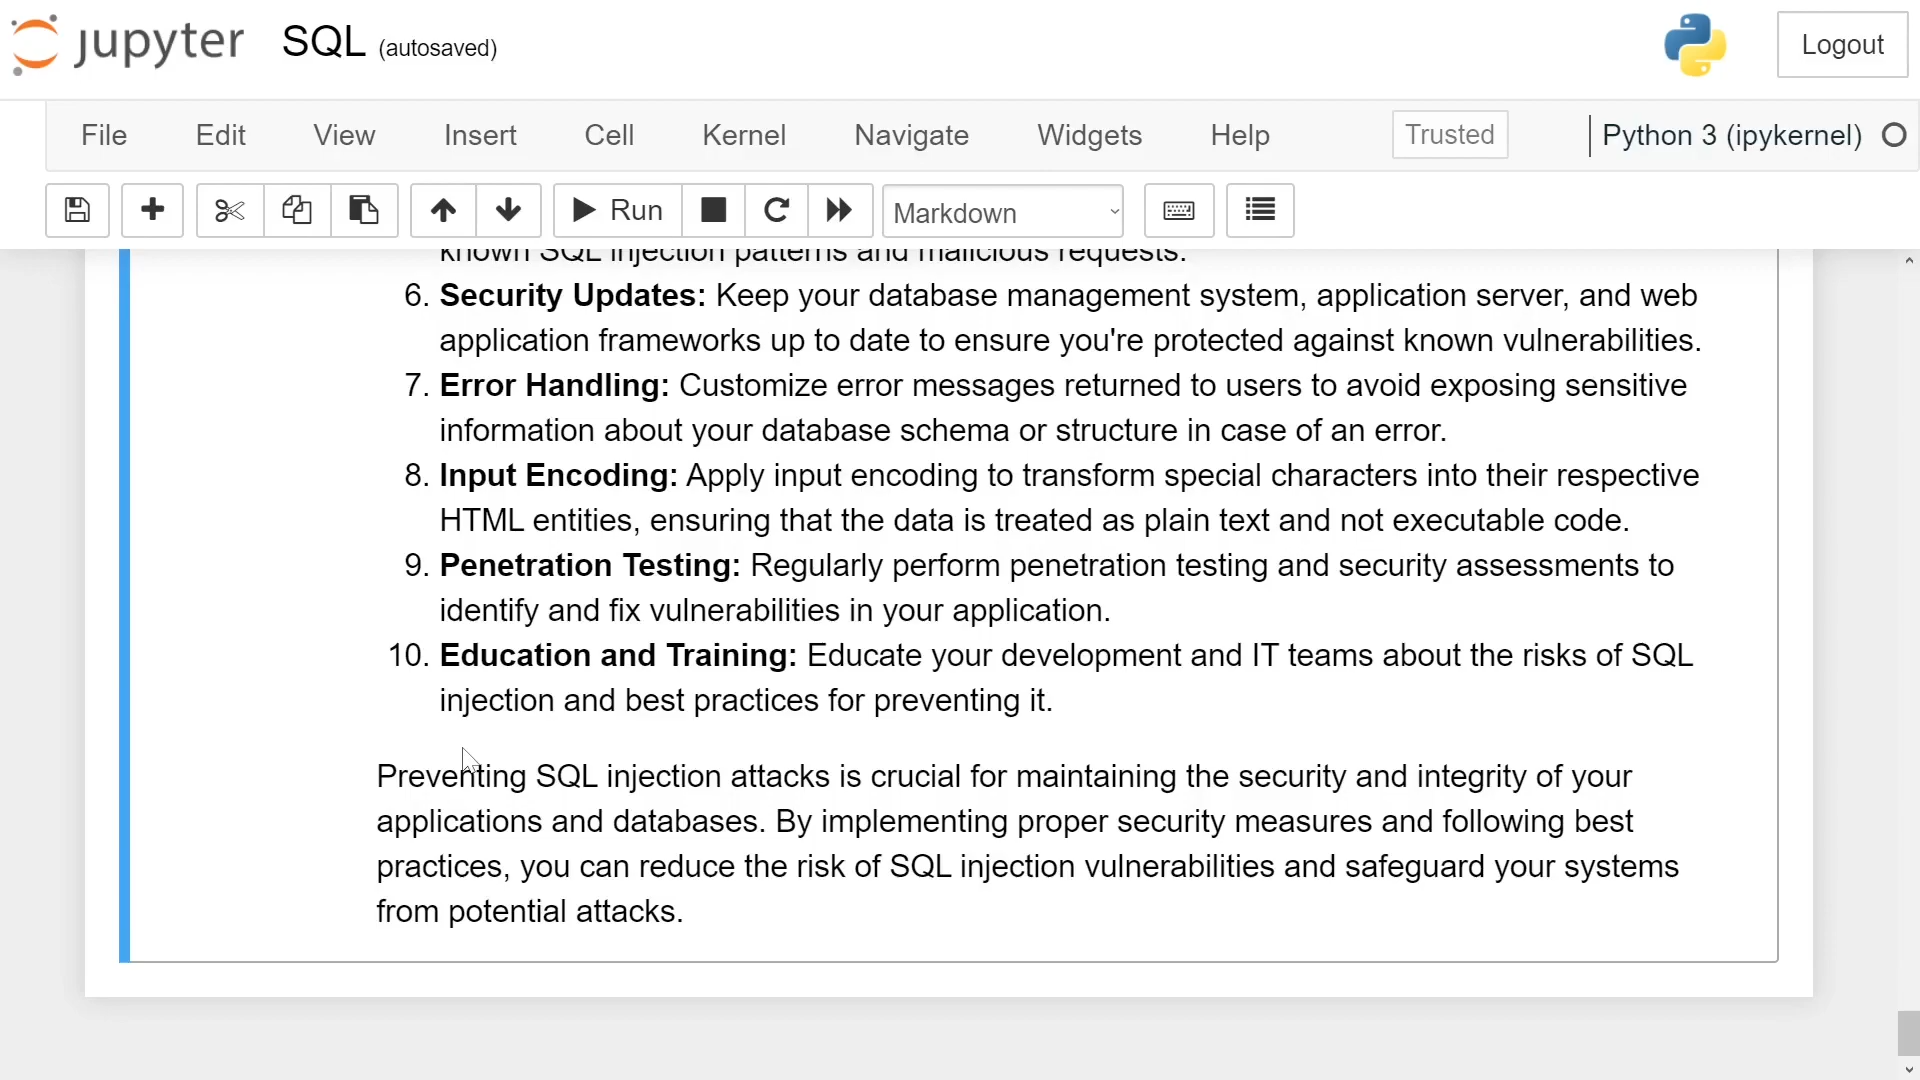 jupyter SQL (autosaved) Logout
File Edit View Insert Cell Kernel Navigate Widgets Help Trusted Python 3 (ipykernel)
Run Markdown
known SQL injection patterns and malicious requests.
6. Security Updates: Keep your database management system, application server, and web
application frameworks up to date to ensure you're protected against known vulnerabilities.
7. Error Handling: Customize error messages returned to users to avoid exposing sensitive
information about your database schema or structure in case of an error.
8. Input Encoding: Apply input encoding to transform special characters into their respective
HTML entities, ensuring that the data is treated as plain text and not executable code.
9. Penetration Testing: Regularly perform penetration testing and security assessments to
identify and fix vulnerabilities in your application.
10. Education and Training: Educate your development and IT teams about the risks of SQL
injection and best practices for preventing it.
Preventing SQL injection attacks is crucial for maintaining the security and integrity of your
applications and databases. By implementing proper security measures and following best
practices, you can reduce the risk of SQL injection vulnerabilities and safeguard your systems
from potential attacks.